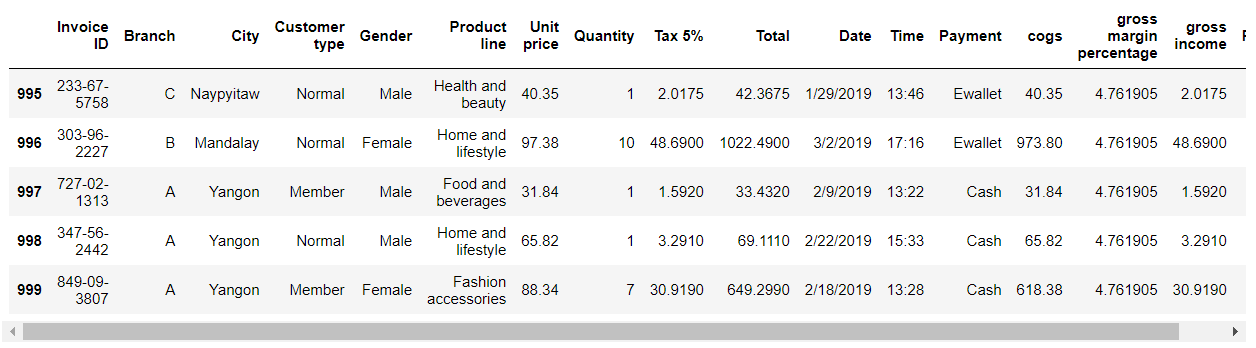 Invoice ID Branch City Customer type Gender Product line Unit price Quantity Tax 5% Total Date Time Payment cogs gross margin percentage gross income
995 233-67-5758 C Naypyitaw Normal Male Health and beauty 40.35 1 2.0175 42.3675 1/29/2019 13:46 Ewallet 40.35 4.761905 2.0175
996 303-96-2227 B Mandalay Normal Female Home and lifestyle 97.38 10 48.6900 1022.4900 3/2/2019 17:16 Ewallet 973.80 4.761905 48.6900
997 727-02-1313 A Yangon Member Male Food and beverages 31.84 1 1.5920 33.4320 2/9/2019 13:22 Cash 31.84 4.761905 1.5920
998 347-56-2442 A Yangon Normal Male Home and lifestyle 65.82 1 3.2910 69.1110 2/22/2019 15:33 Cash 65.82 4.761905 3.2910
999 849-09-3807 A Yangon Member Female Fashion accessories 88.34 7 30.9190 649.2990 2/18/2019 13:28 Cash 618.38 4.761905 30.9190